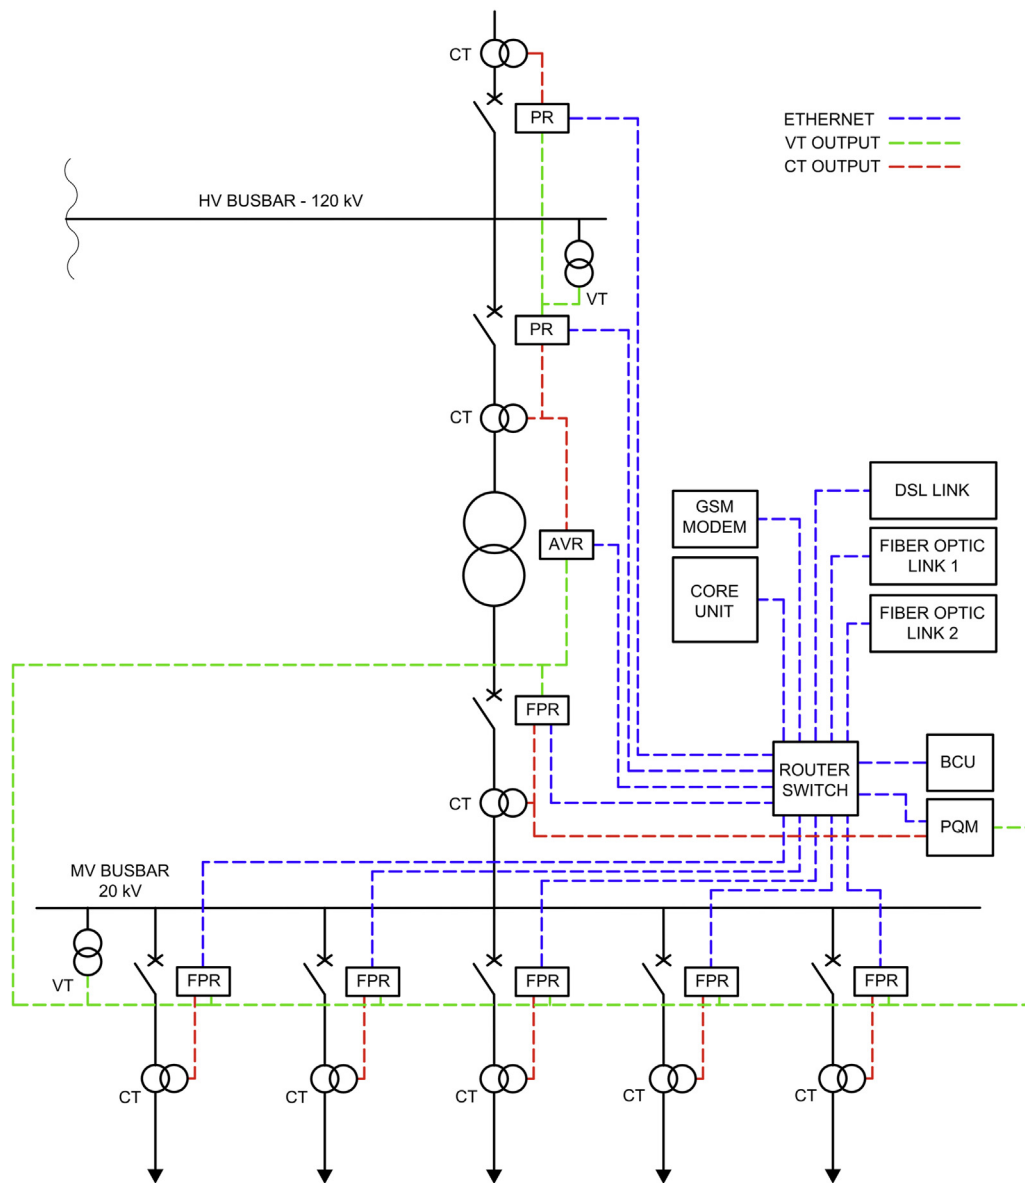 CT
PR
ETHERNET
VT OUTPUT
CT OUTPUT
HV BUSBAR - 120 kV
VT
PR
CT
DSL LINK
GSM
MODEM
AVR
FIBER OPTIC
LINK 1
CORE
UNIT
FIBER OPTIC
LINK 2
FPR
ROUTER
SWITCH
BCU
CT
PQM
MV BUSBAR
20 kV
VT
FPR
FPR
FPR
FPR
FPR
CT
CT
CT
CT
CT